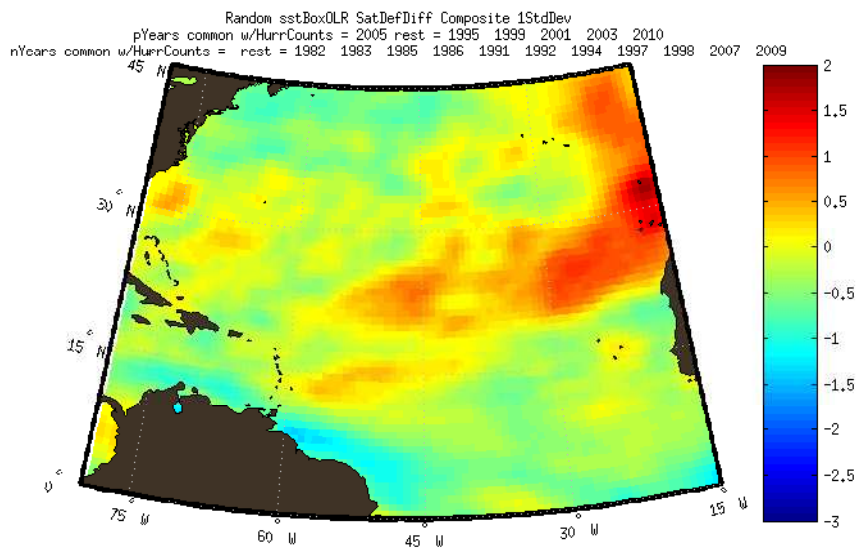 Random sstBoxOLR SatDefDiff Composite 1StdDev
pYears common w/HurrCounts = 2005 rest = 1995 1999 2001 2003 2010
nYears common w/HurrCounts = rest = 1982 1983 1985 1986 1991 1992 1994 1997 1998 2007 2009
45 N
30° N
15° N
0°
75° W
60° W
45° W
30° W
15° W
2
1.5
1
0.5
0
-0.5
-1
-1.5
-2
-2.5
-3